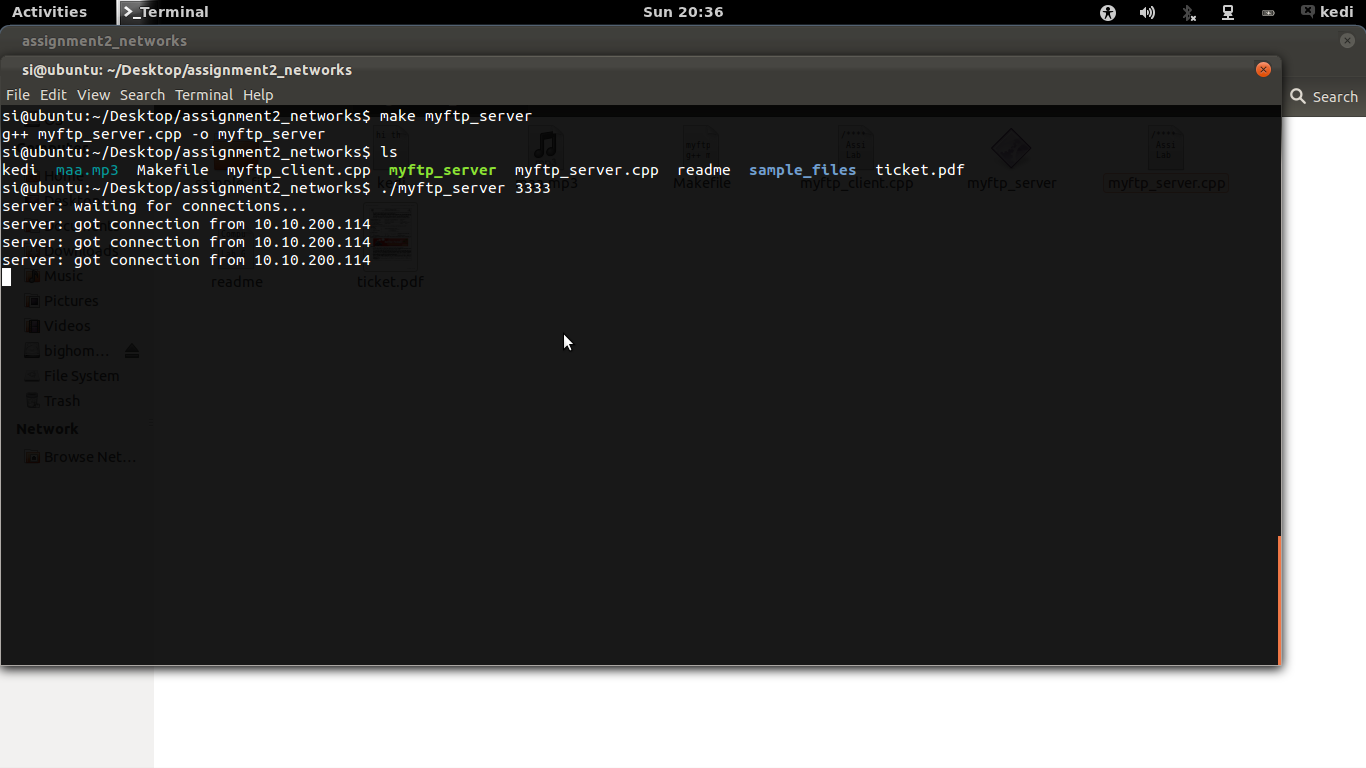 Activities >_Terminal Sun 20:36 kedi
assignment2_networks
si@ubuntu: ~/Desktop/assignment2_networks
File Edit View Search Terminal Help
Search
si@ubuntu:~/Desktop/assignment2_networks$ make myftp_server
g++ myftp_server.cpp -o myftp_server
si@ubuntu:~/Desktop/assignment2_networks$ ls
kedi maa.mp3 Makefile myftp_client.cpp myftp_server myftp_server.cpp readme sample_files ticket.pdf
si@ubuntu:~/Desktop/assignment2_networks$ ./myftp_server 3333
Makefile myftp_client.cpp myftp_server myftp_server.cpp
server: waiting for connections...
server: got connection from 10.10.200.114
server: got connection from 10.10.200.114
server: got connection from 10.10.200.114
Music
readme ticket.pdf
Pictures
Videos
bighom...
File System
Trash
Network
Browse Net...